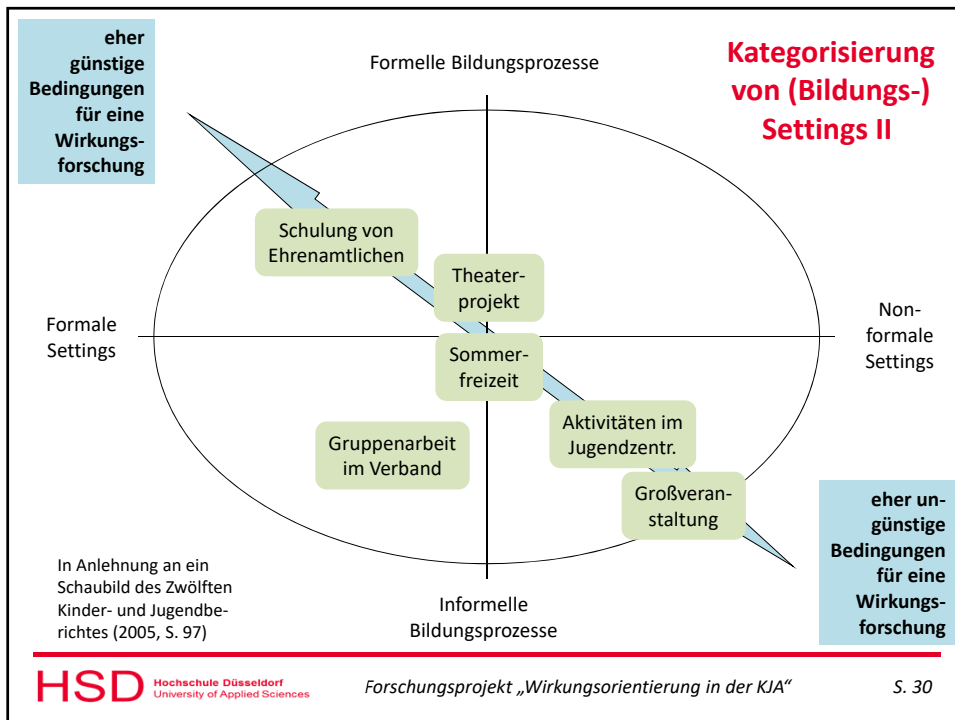 eher
günstige
Bedingungen
für eine
Wirkungs-
forschung
Formelle Bildungsprozesse
Kategorisierung
von (Bildungs-)
Settings II
Schulung von
Ehrenamtlichen
Theater-
projekt
Formale
Settings
Non-
formale
Settings
Sommer-
freizeit
Gruppenarbeit
im Verband
Aktivitäten im
Jugendzentr.
Großveran-
staltung
eher un-
günstige
Bedingungen
für eine
Wirkungs-
forschung
In Anlehnung an ein
Schaubild des Zwölften
Kinder- und Jugendbe-
richtes (2005, S. 97)
Informelle
Bildungsprozesse
HSD
Hochschule Düsseldorf
University of Applied Sciences
Forschungsprojekt „Wirkungsorientierung in der KJA“
S. 30